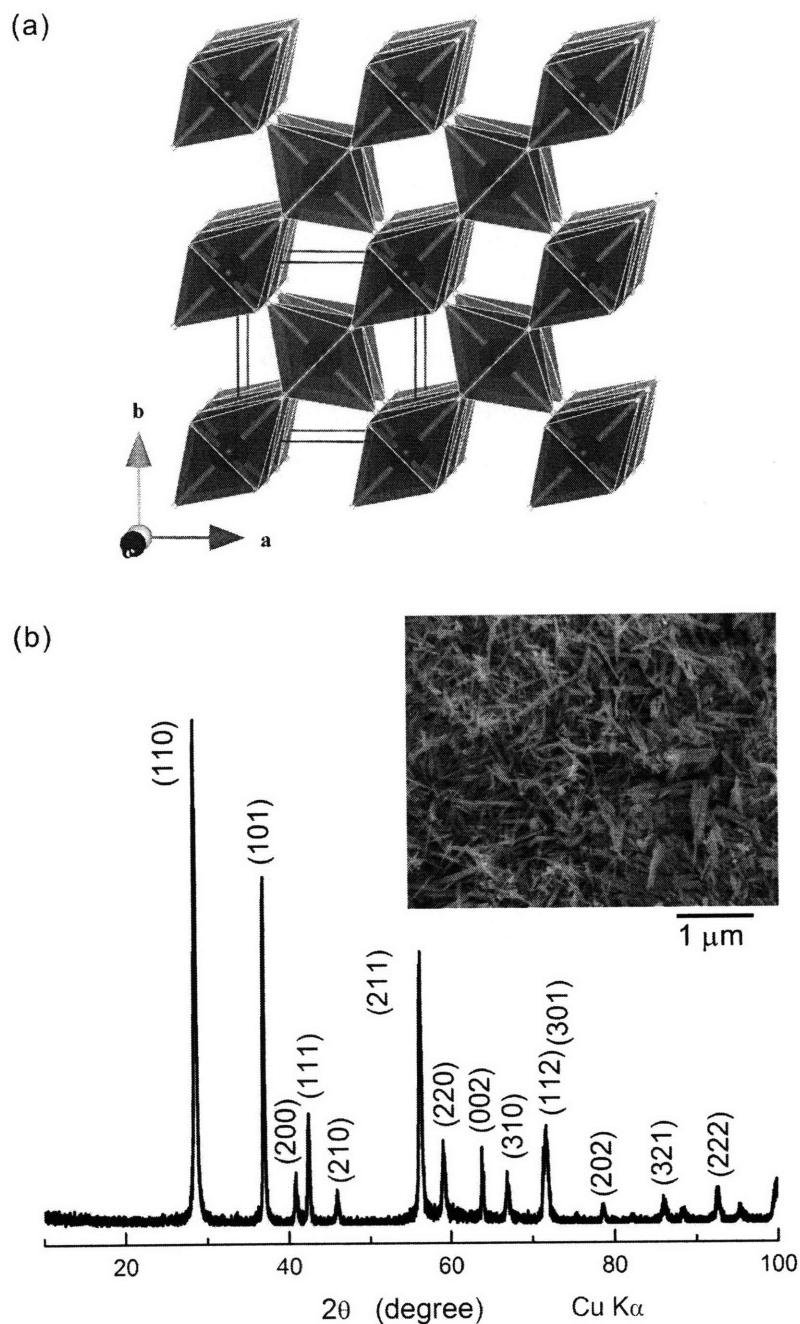 (a)
b
c
a
(b)
(110)
(101)
(200)
(111)
(210)
(211)
(220)
(002)
(310)
(112) (301)
(202)
(321)
(222)
1 μm
20
40
60
80
100
2θ (degree)
Cu Kα